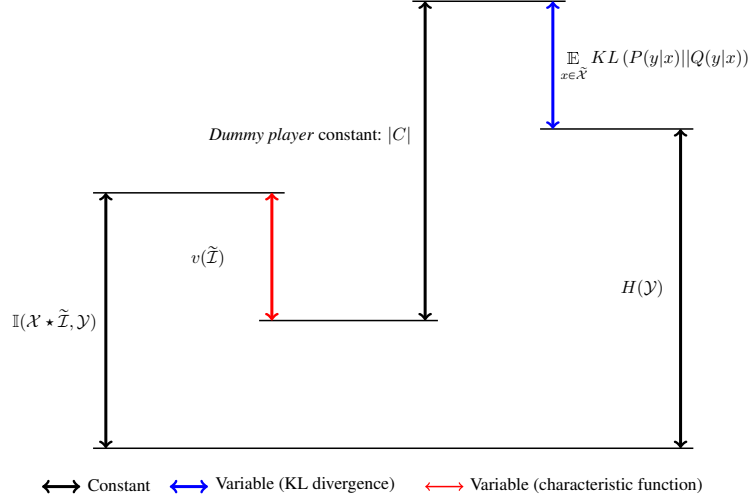 𝔼 KL (P(y|x)||Q(y|x))
x∈𝒳̃
Dummy player constant: |C|
v(ℐ̃)
H(𝒴)
𝕀(𝒳 ⋆ ℐ̃, 𝒴)
Constant Variable (KL divergence) Variable (characteristic function)